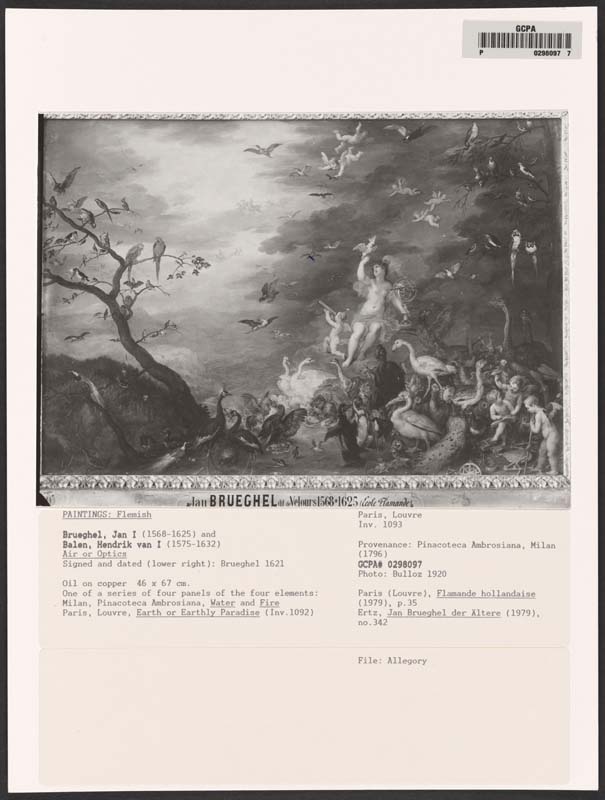 GCPA
P 0298097 7
Jan BRUEGHEL dit de Velours 1568-1625 (Ecole Flamande)
PAINTINGS: Flemish
Brueghel, Jan I (1568-1625) and
Balen, Hendrik van I (1575-1632)
Air or Optics
Signed and dated (lower right): Brueghel 1621
Oil on copper 46 x 67 cm.
One of a series of four panels of the four elements:
Milan, Pinacoteca Ambrosiana, Water and Fire
Paris, Louvre, Earth or Earthly Paradise (Inv.1092)
Paris, Louvre
Inv. 1093
Provenance: Pinacoteca Ambrosiana, Milan
(1796)
GCPA# 0298097
Photo: Bulloz 1920
Paris (Louvre), Flamande hollandaise
(1979), p.35
Ertz, Jan Brueghel der Altere (1979),
no.342
File: Allegory